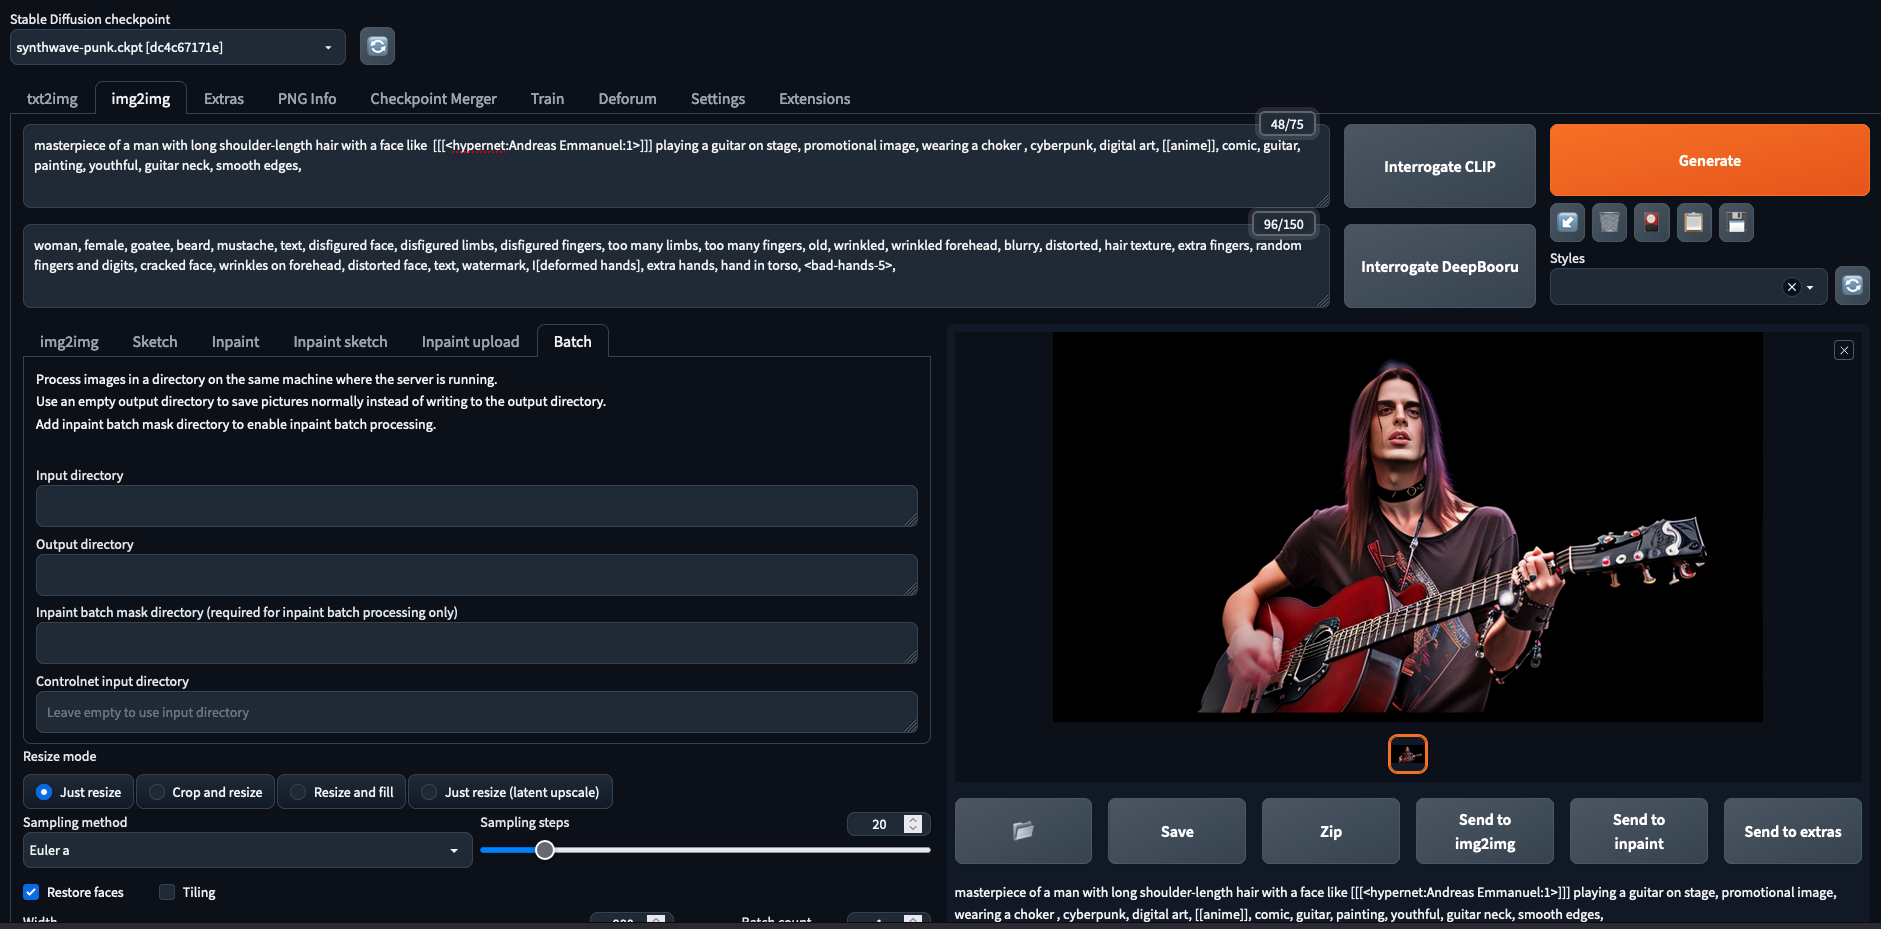 Stable Diffusion checkpoint
synthwave-punk.ckpt [dc4c67171e]
txt2img
img2img
Extras
PNG Info
Checkpoint Merger
Train
Deforum
Settings
Extensions
48/75
masterpiece of a man with long shoulder-length hair with a face like [[[<hypernet:Andreas Emmanuel:1>]]] playing a guitar on stage, promotional image, wearing a choker , cyberpunk, digital art, [[anime]], comic, guitar,
painting, youthful, guitar neck, smooth edges,
Interrogate CLIP
Generate
96/150
woman, female, goatee, beard, mustache, text, disfigured face, disfigured limbs, disfigured fingers, too many limbs, too many fingers, old, wrinkled, wrinkled forehead, blurry, distorted, hair texture, extra fingers, random
fingers and digits, cracked face, wrinkles on forehead, distorted face, text, watermark, I[deformed hands], extra hands, hand in torso, <bad-hands-5>,
Interrogate DeepBooru
Styles
img2img
Sketch
Inpaint
Inpaint sketch
Inpaint upload
Batch
Process images in a directory on the same machine where the server is running.
Use an empty output directory to save pictures normally instead of writing to the output directory.
Add inpaint batch mask directory to enable inpaint batch processing.
Input directory
Output directory
Inpaint batch mask directory (required for inpaint batch processing only)
Controlnet input directory
Leave empty to use input directory
Resize mode
Just resize
Crop and resize
Resize and fill
Just resize (latent upscale)
Sampling method
Euler a
Sampling steps
20
Restore faces
Tiling
Width
Batch count
Save
Zip
Send to
img2img
Send to
inpaint
Send to extras
masterpiece of a man with long shoulder-length hair with a face like [[[<hypernet:Andreas Emmanuel:1>]]] playing a guitar on stage, promotional image,
wearing a choker , cyberpunk, digital art, [[anime]], comic, guitar, painting, youthful, guitar neck, smooth edges,